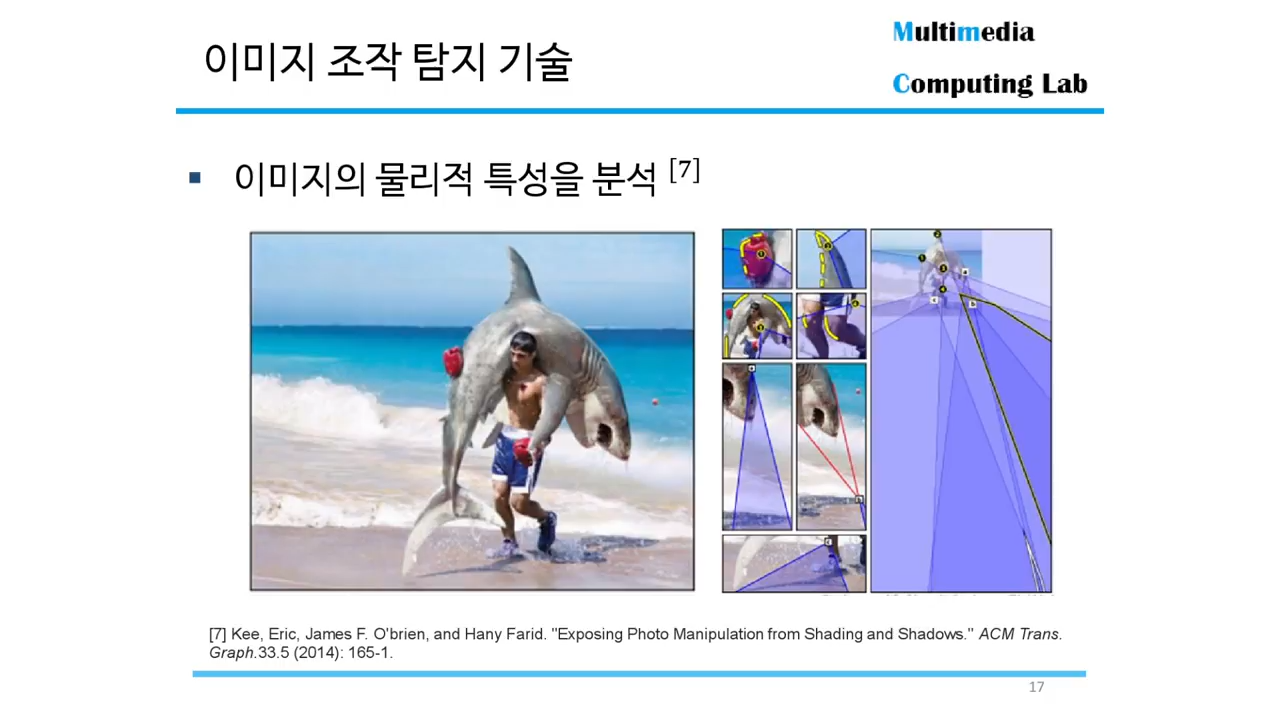 이미지 조작 탐지 기술
Multimedia
Computing Lab
이미지의 물리적 특성을 분석 [7]
[7] Kee, Eric, James F. O'brien, and Hany Farid. "Exposing Photo Manipulation from Shading and Shadows." ACM Trans.
Graph.33.5 (2014): 165-1.
17